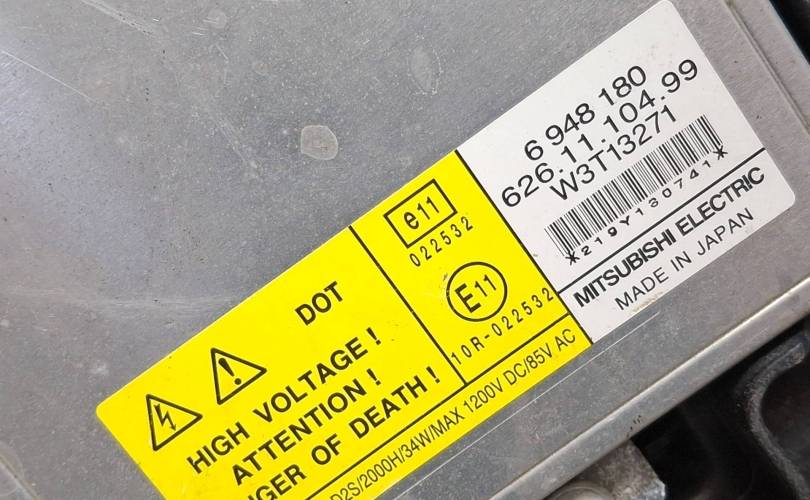 6 948 180
626.11.104.99
W3T13271
*219Y130741*
MITSUBISHI ELECTRIC
MADE IN JAPAN
e11
022532
E11
10R-022532
DOT
HIGH VOLTAGE !
ATTENTION !
NGER OF DEATH !
D2S/2000H/34W/MAX 1200V DC/85V AC